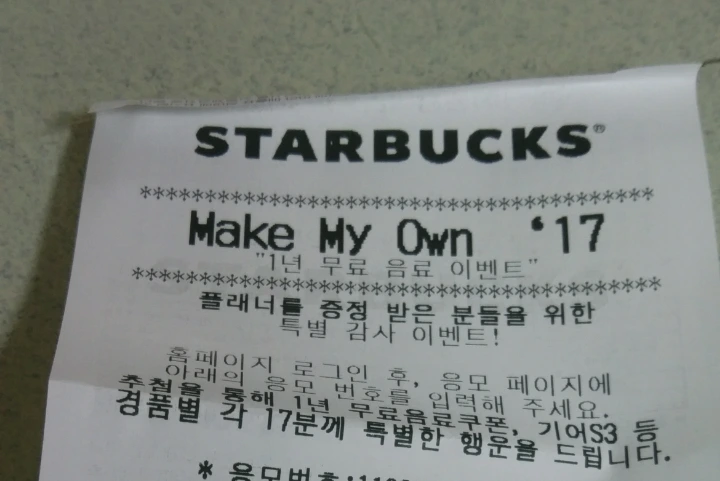 STARBUCKS®
****************************************
Make My Own '17
"1년 무료 음료 이벤트"
****************************************
플래너를 증정 받은 분들을 위한
특별 감사 이벤트!
홈페이지 로그인 후, 응모 페이지에
아래의 응모 번호를 입력해 주세요.
추첨을 통해 1년 무료음료쿠폰, 기어S3 등
경품별 각 17분께 특별한 행운을 드립니다.
* 응모번호: